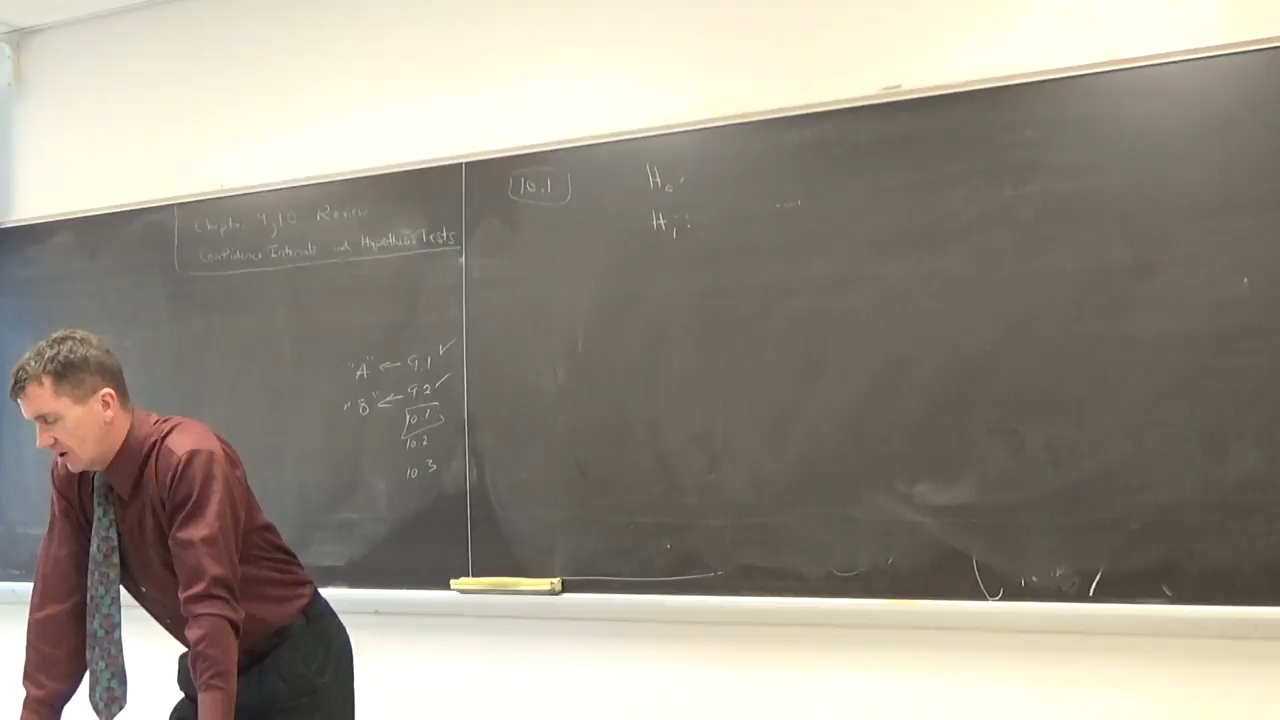 Chapter 9,10 Review
Confidence Intervals and Hypothesis Tests
"A" ← 9.1 ✓
"B" ← 9.2 ✓
10.1
10.2
10.3
10.1
H₀:
H₁: